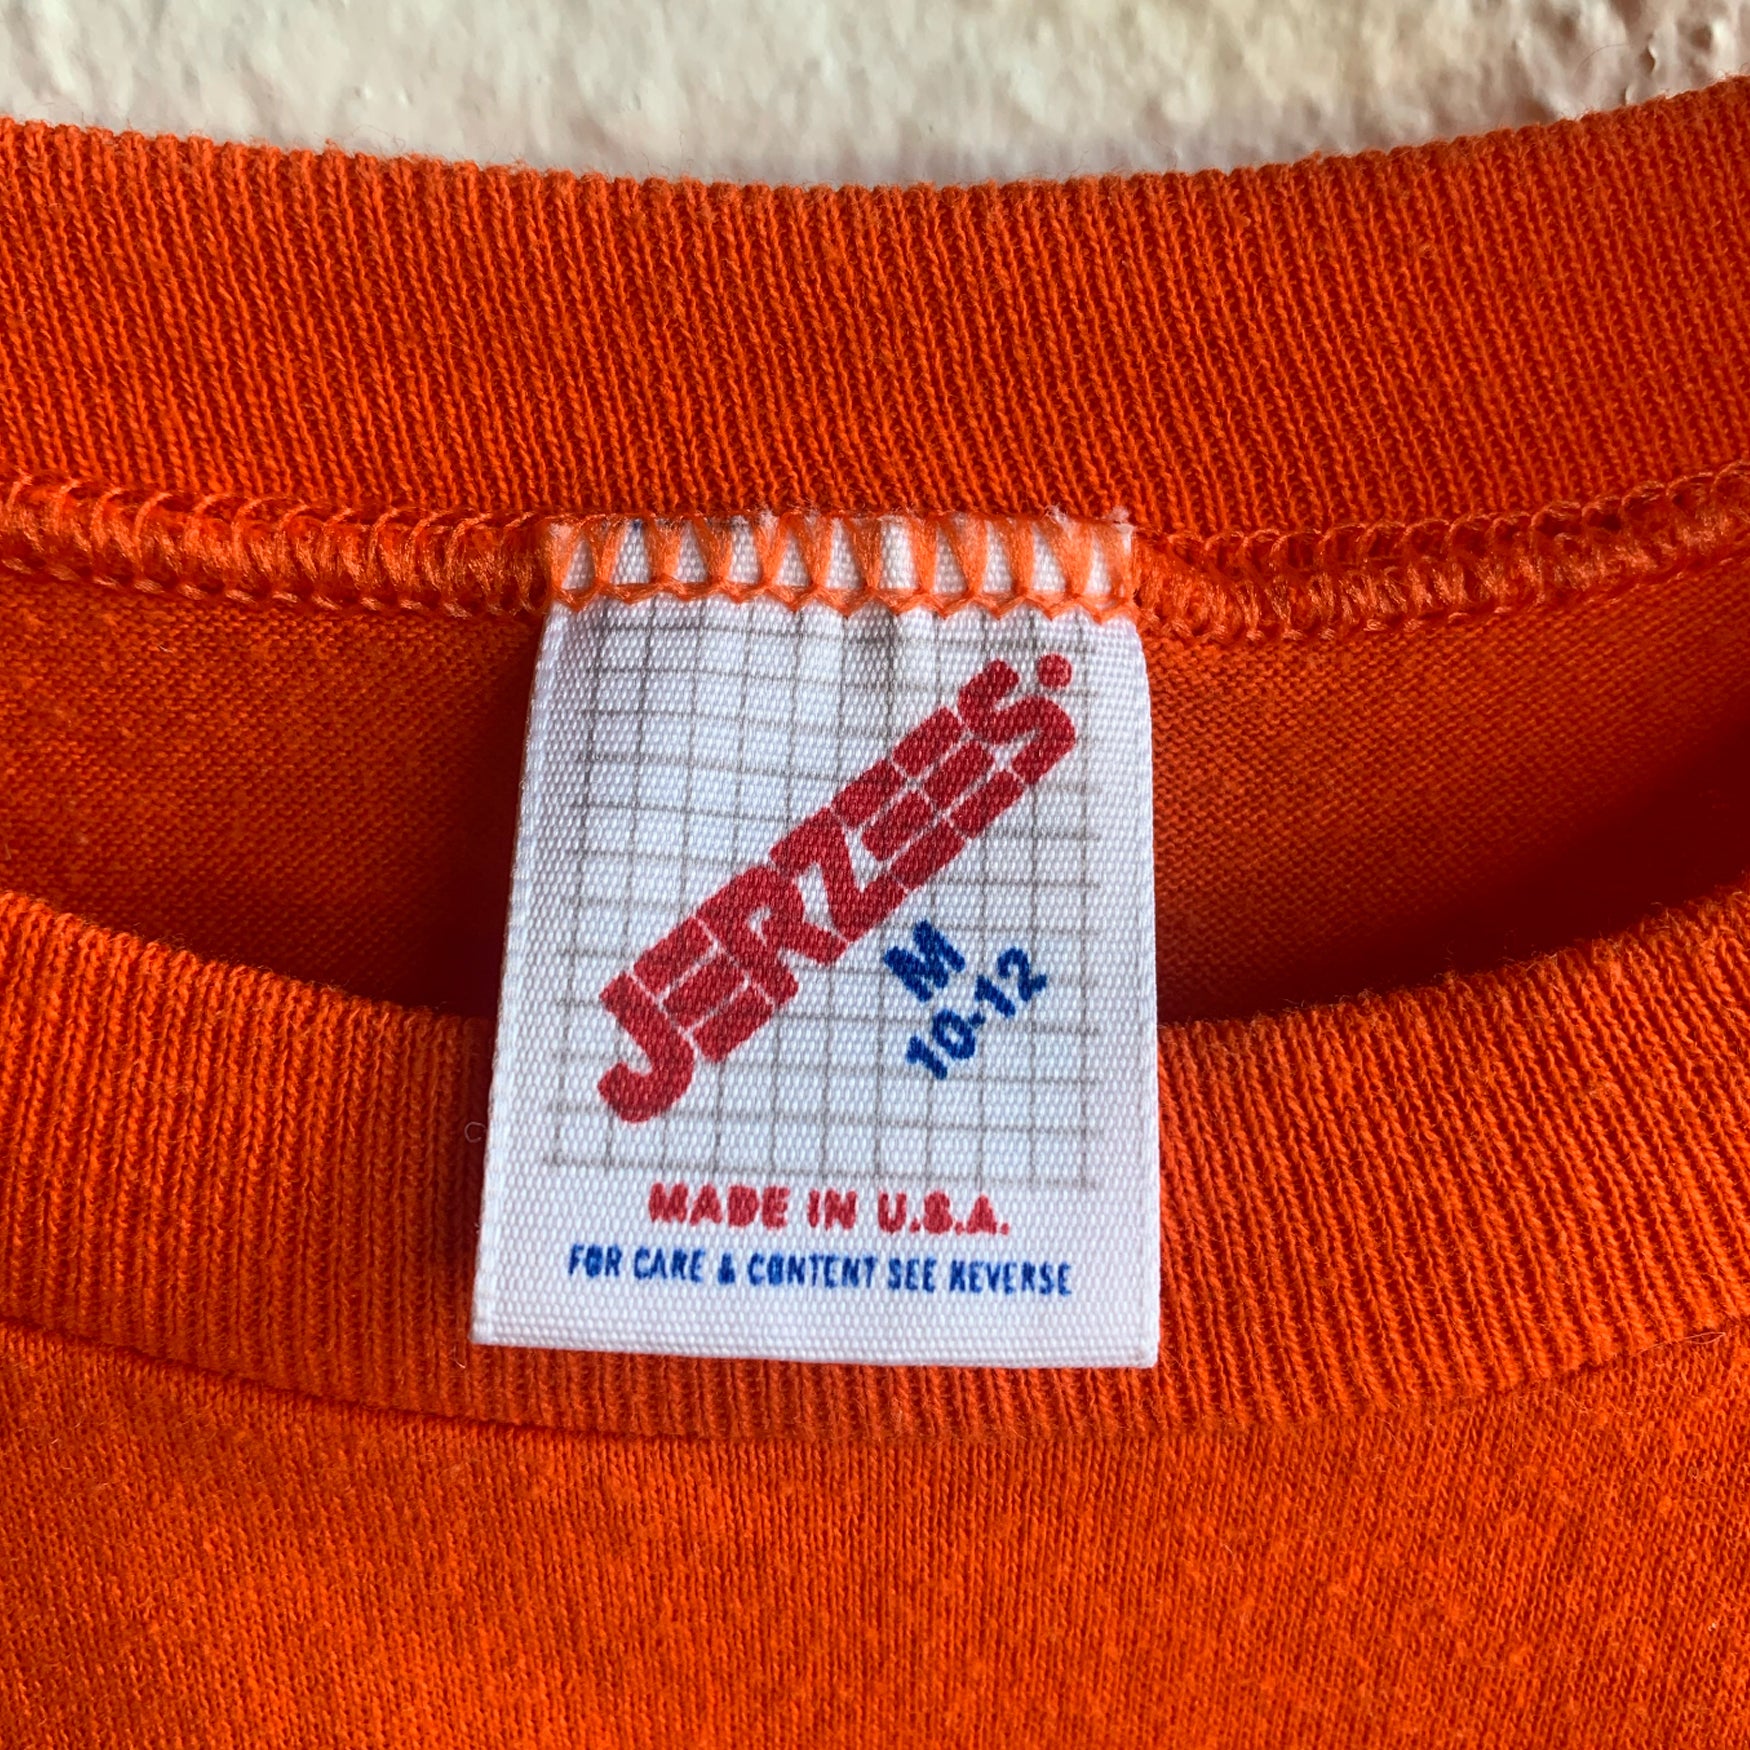 JERZEES.
M
10-12
MADE IN U.S.A.
FOR CARE & CONTENT SEE REVERSE